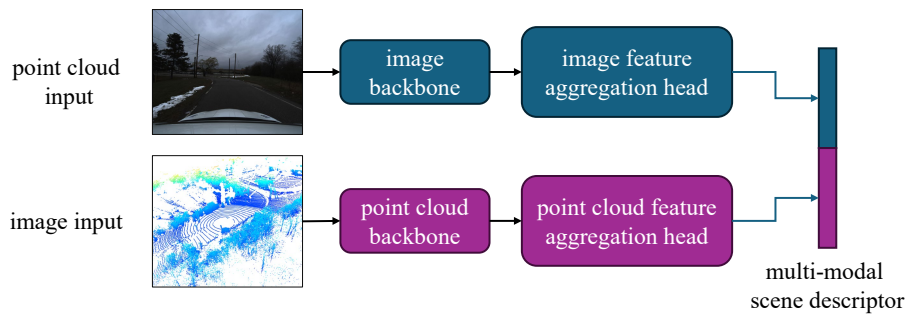 point cloud
input
image
backbone
image feature
aggregation head
image input
point cloud
backbone
point cloud feature
aggregation head
multi-modal
scene descriptor